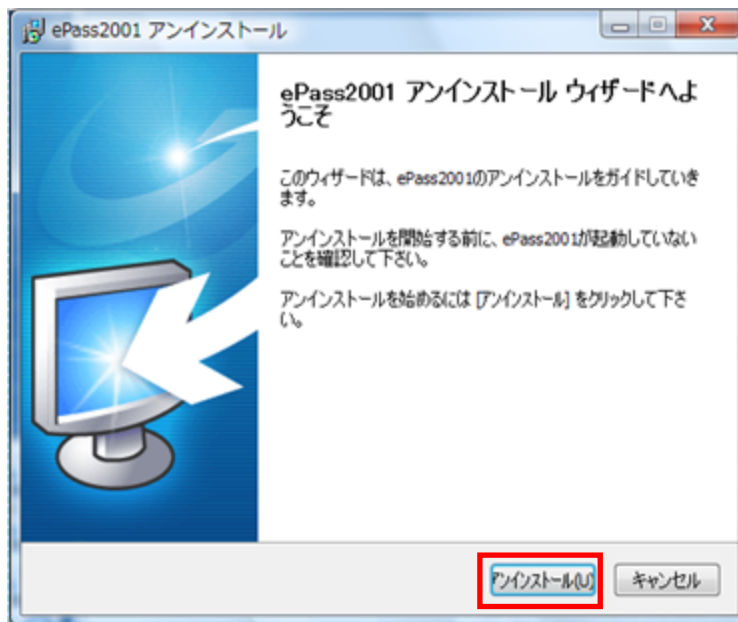 ePass2001 アンインストール
ePass2001 アンインストール ウィザードへよ
うこそ
このウィザードは、ePass2001のアンインストールをガイドしていき
ます。
アンインストールを開始する前に、ePass2001が起動していない
ことを確認して下さい。
アンインストールを始めるには [アンインストール] をクリックして下さ
い。
アンインストール(U)
キャンセル